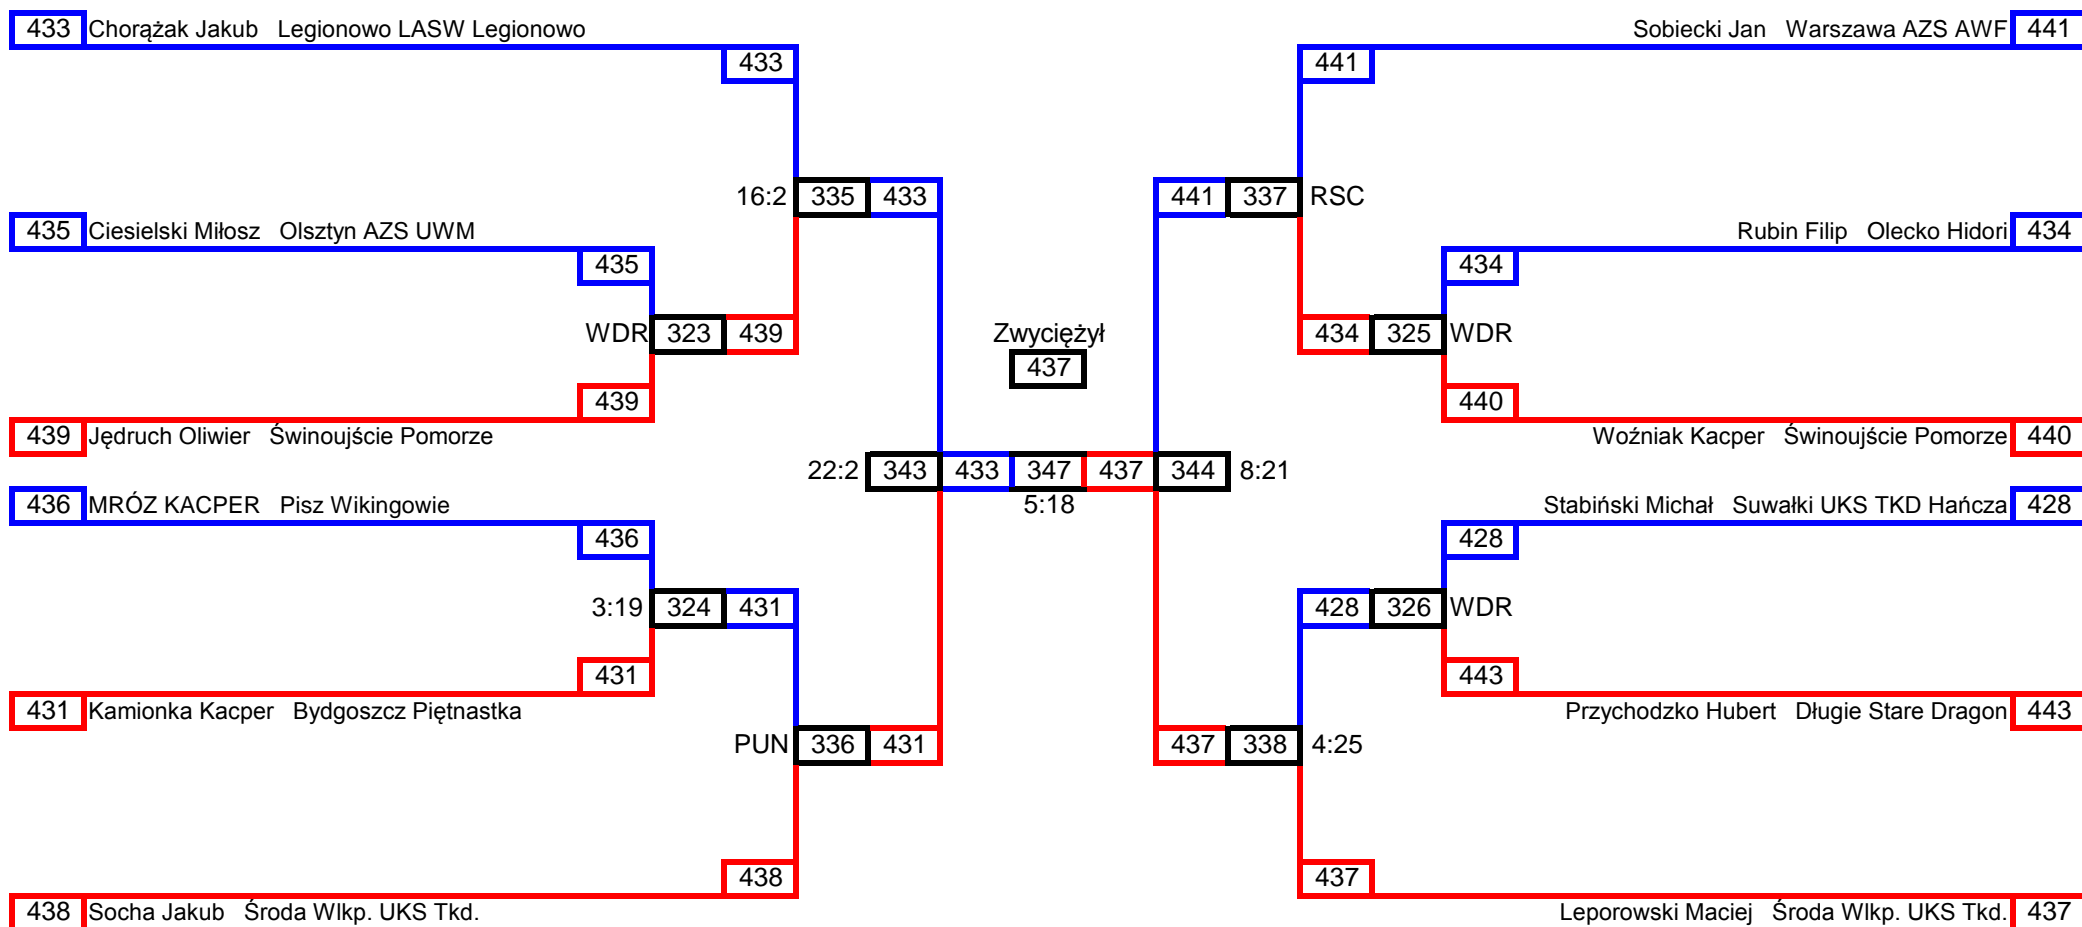 433 Chorążak Jakub Legionowo LASW Legionowo
Sobiecki Jan Warszawa AZS AWF 441
433
441
16:2 335 433
441 337 RSC
435 Ciesielski Miłosz Olsztyn AZS UWM
Rubin Filip Olecko Hidori 434
435
434
WDR 323 439
Zwyciężył
434 325 WDR
437
439
440
439 Jędruch Oliwier Świnoujście Pomorze
Woźniak Kacper Świnoujście Pomorze 440
22:2 343 433 347 437 344 8:21
5:18
436 MRÓZ KACPER Pisz Wikingowie
Stabiński Michał Suwałki UKS TKD Hańcza 428
436
428
3:19 324 431
428 326 WDR
431
443
431 Kamionka Kacper Bydgoszcz Piętnastka
Przychodzko Hubert Długie Stare Dragon 443
PUN 336 431
437 338 4:25
438
437
438 Socha Jakub Środa Wlkp. UKS Tkd.
Leporowski Maciej Środa Wlkp. UKS Tkd. 437